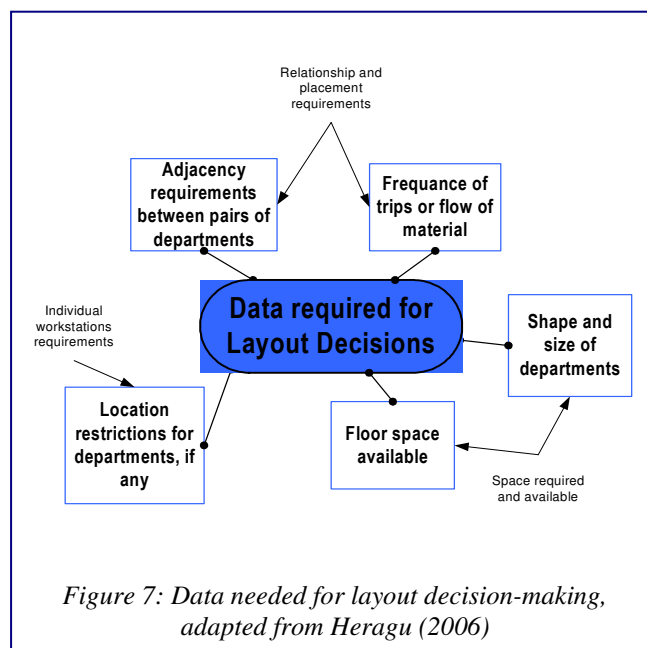 Relationship and
placement
requirements
Adjacency
requirements
between pairs of
departments
Frequance of
trips or flow of
material
Data required for
Layout Decisions
Individual
workstations
requirements
Shape and
size of
departments
Location
restrictions for
departments, if
any
Floor space
available
Space required
and available
Figure 7: Data needed for layout decision-making,
adapted from Heragu (2006)